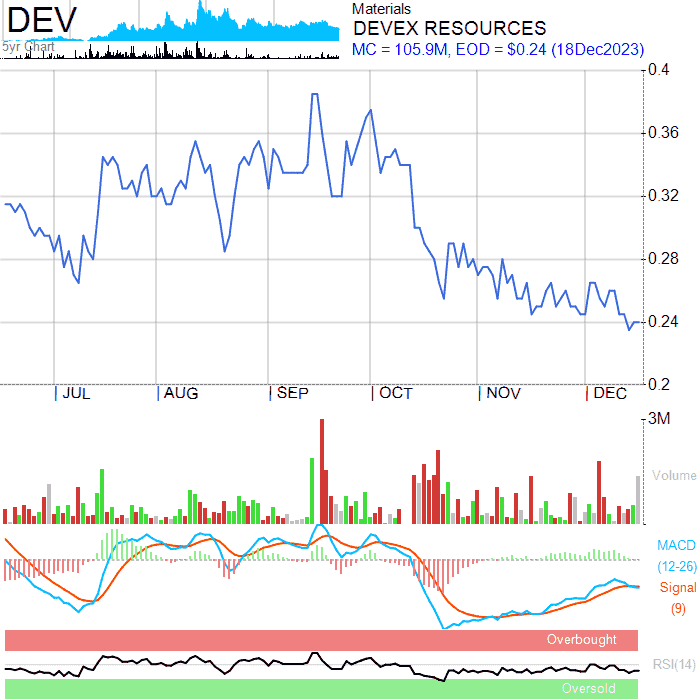 DEV
5yr Chart
Materials
DEVEX RESOURCES
MC = 105.9M, EOD = $0.24 (18Dec2023)
0.4
0.36
0.32
0.28
0.24
0.2
JUL AUG SEP OCT NOV DEC
3M
Volume
MACD
(12-26)
Signal
(9)
Overbought
RSI(14)
Oversold